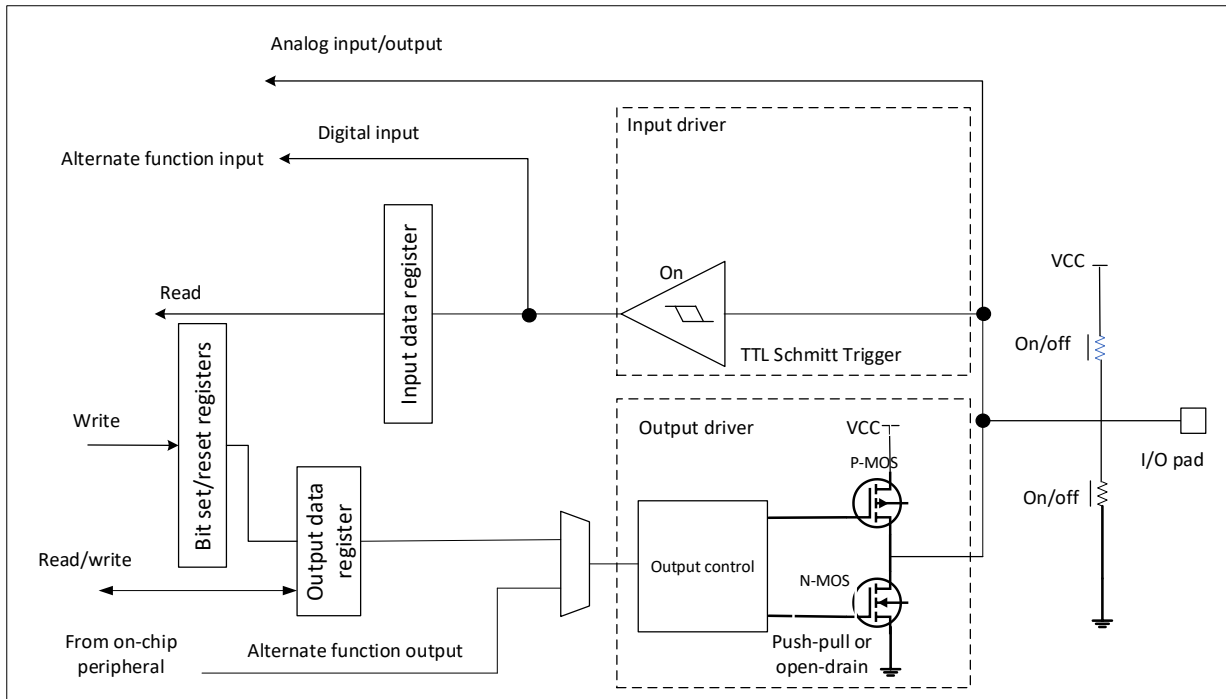 Analog input/output
Input driver
Digital input
Alternate function input
On
VCC
Read
Input data register
TTL Schmitt Trigger
On/off
Bit set/reset registers
Write
Output driver
VCC
P-MOS
I/O pad
On/off
Output data
register
Read/write
Output control
N-MOS
From on-chip
peripheral
Alternate function output
Push-pull or
open-drain